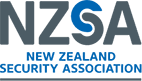 NZSA
NEW ZEALAND
SECURITY ASSOCIATION